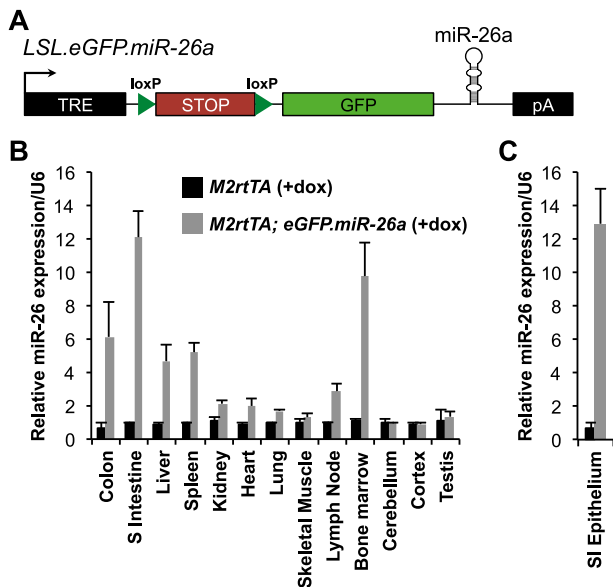 A
LSL.eGFP.miR-26a
miR-26a
loxP
loxP
TRE
STOP
GFP
pA
B
Relative miR-26 expression/U6
16
14
12
10
8
6
4
2
0
M2rtTA (+dox)
M2rtTA; eGFP.miR-26a (+dox)
Colon
S Intestine
Liver
Spleen
Kidney
Heart
Lung
Skeletal Muscle
Lymph Node
Bone marrow
Cerebellum
Cortex
Testis
C
Relative miR-26 expression/U6
16
14
12
10
8
6
4
2
0
SI Epithelium